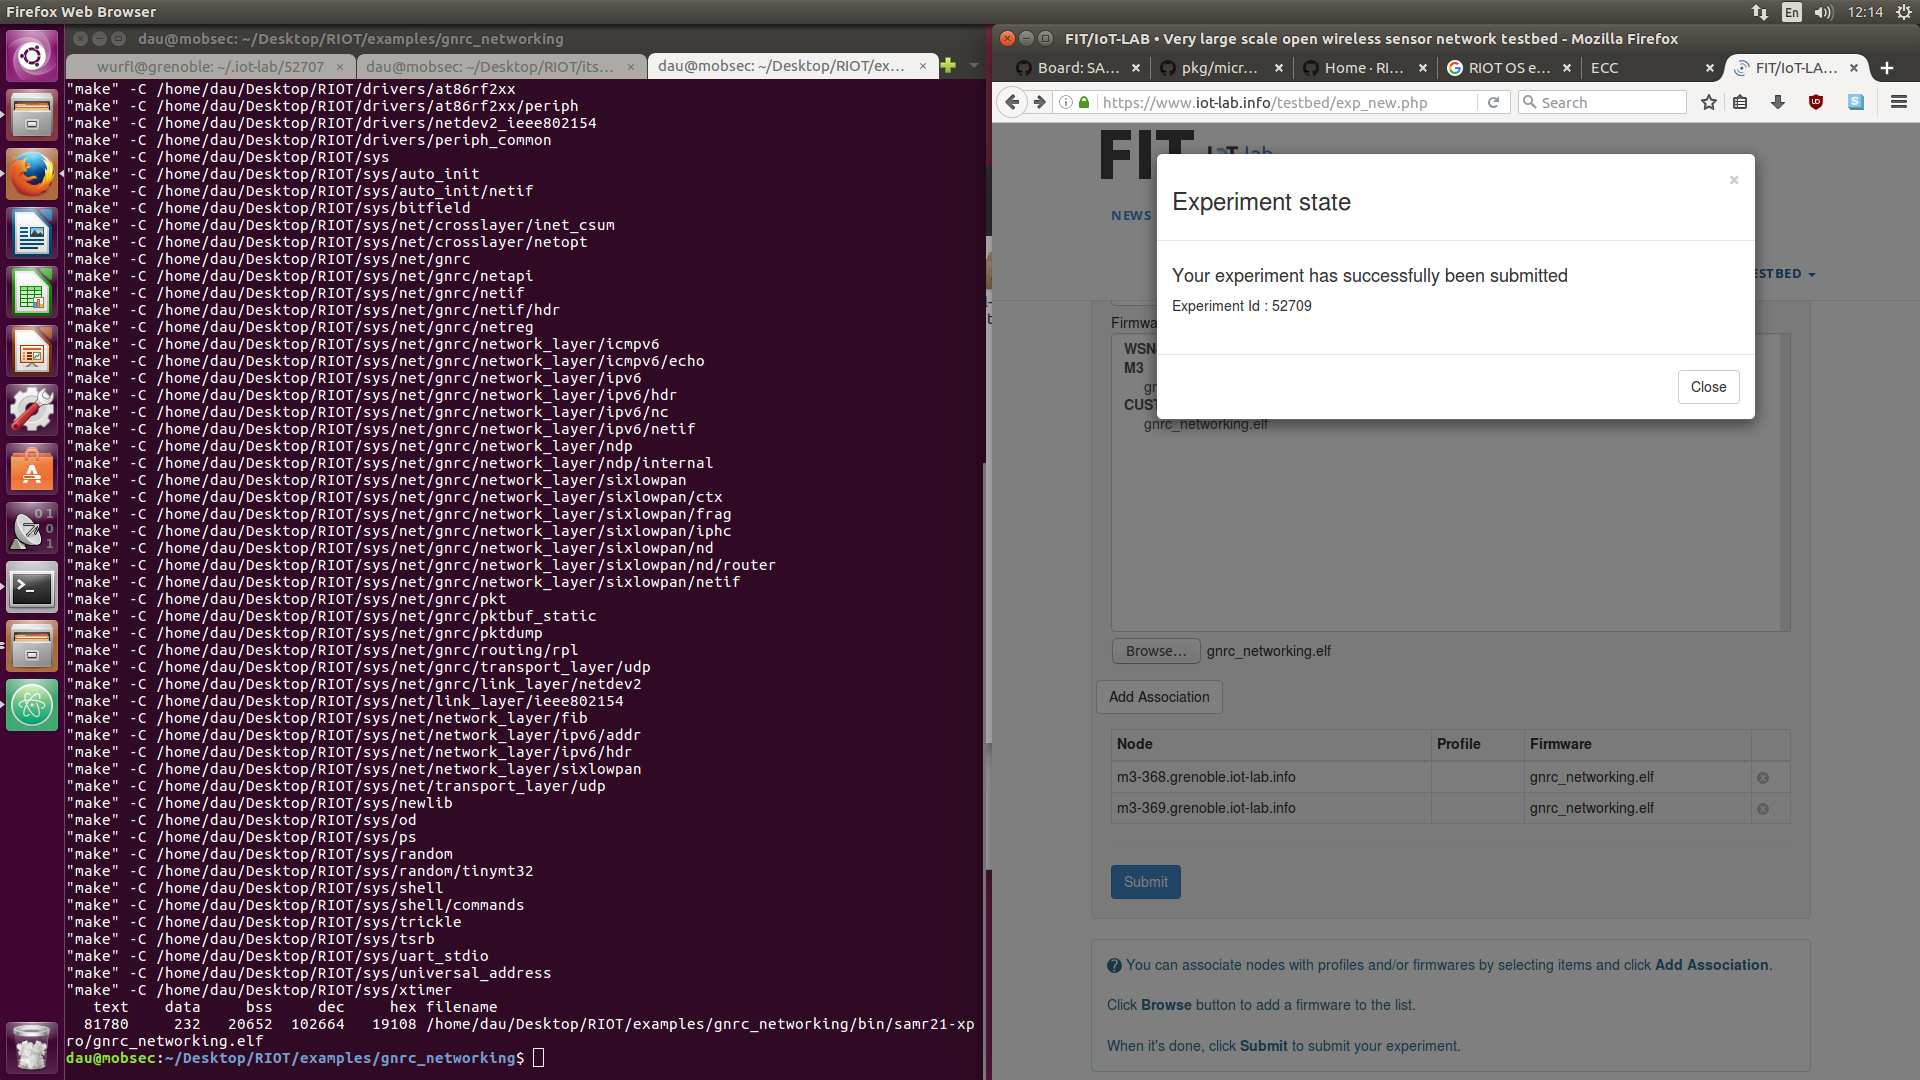 Firefox Web Browser
En
12:14
dau@mobsec: ~/Desktop/RIOT/examples/gnrc_networking
wurfl@grenoble: ~/.iot-lab/52707 ×
dau@mobsec: ~/Desktop/RIOT/its... ×
dau@mobsec: ~/Desktop/RIOT/ex... ×
"make" -C /home/dau/Desktop/RIOT/drivers/at86rf2xx
"make" -C /home/dau/Desktop/RIOT/drivers/at86rf2xx/periph
"make" -C /home/dau/Desktop/RIOT/drivers/netdev2_ieee802154
"make" -C /home/dau/Desktop/RIOT/drivers/periph_common
"make" -C /home/dau/Desktop/RIOT/sys
"make" -C /home/dau/Desktop/RIOT/sys/auto_init
"make" -C /home/dau/Desktop/RIOT/sys/auto_init/netif
"make" -C /home/dau/Desktop/RIOT/sys/bitfield
"make" -C /home/dau/Desktop/RIOT/sys/net/crosslayer/inet_csum
"make" -C /home/dau/Desktop/RIOT/sys/net/crosslayer/netopt
"make" -C /home/dau/Desktop/RIOT/sys/net/gnrc
"make" -C /home/dau/Desktop/RIOT/sys/net/gnrc/netapi
"make" -C /home/dau/Desktop/RIOT/sys/net/gnrc/netif
"make" -C /home/dau/Desktop/RIOT/sys/net/gnrc/netif/hdr
"make" -C /home/dau/Desktop/RIOT/sys/net/gnrc/netreg
"make" -C /home/dau/Desktop/RIOT/sys/net/gnrc/network_layer/icmpv6
"make" -C /home/dau/Desktop/RIOT/sys/net/gnrc/network_layer/icmpv6/echo
"make" -C /home/dau/Desktop/RIOT/sys/net/gnrc/network_layer/ipv6
"make" -C /home/dau/Desktop/RIOT/sys/net/gnrc/network_layer/ipv6/hdr
"make" -C /home/dau/Desktop/RIOT/sys/net/gnrc/network_layer/ipv6/nc
"make" -C /home/dau/Desktop/RIOT/sys/net/gnrc/network_layer/ipv6/netif
"make" -C /home/dau/Desktop/RIOT/sys/net/gnrc/network_layer/ndp
"make" -C /home/dau/Desktop/RIOT/sys/net/gnrc/network_layer/ndp/internal
"make" -C /home/dau/Desktop/RIOT/sys/net/gnrc/network_layer/sixlowpan
"make" -C /home/dau/Desktop/RIOT/sys/net/gnrc/network_layer/sixlowpan/ctx
"make" -C /home/dau/Desktop/RIOT/sys/net/gnrc/network_layer/sixlowpan/frag
"make" -C /home/dau/Desktop/RIOT/sys/net/gnrc/network_layer/sixlowpan/iphc
"make" -C /home/dau/Desktop/RIOT/sys/net/gnrc/network_layer/sixlowpan/nd
"make" -C /home/dau/Desktop/RIOT/sys/net/gnrc/network_layer/sixlowpan/nd/router
"make" -C /home/dau/Desktop/RIOT/sys/net/gnrc/network_layer/sixlowpan/netif
"make" -C /home/dau/Desktop/RIOT/sys/net/gnrc/pkt
"make" -C /home/dau/Desktop/RIOT/sys/net/gnrc/pktbuf_static
"make" -C /home/dau/Desktop/RIOT/sys/net/gnrc/pktdump
"make" -C /home/dau/Desktop/RIOT/sys/net/gnrc/routing/rpl
"make" -C /home/dau/Desktop/RIOT/sys/net/gnrc/transport_layer/udp
"make" -C /home/dau/Desktop/RIOT/sys/net/gnrc/link_layer/netdev2
"make" -C /home/dau/Desktop/RIOT/sys/net/link_layer/ieee802154
"make" -C /home/dau/Desktop/RIOT/sys/net/network_layer/fib
"make" -C /home/dau/Desktop/RIOT/sys/net/network_layer/ipv6/addr
"make" -C /home/dau/Desktop/RIOT/sys/net/network_layer/ipv6/hdr
"make" -C /home/dau/Desktop/RIOT/sys/net/network_layer/sixlowpan
"make" -C /home/dau/Desktop/RIOT/sys/net/transport_layer/udp
"make" -C /home/dau/Desktop/RIOT/sys/newlib
"make" -C /home/dau/Desktop/RIOT/sys/od
"make" -C /home/dau/Desktop/RIOT/sys/ps
"make" -C /home/dau/Desktop/RIOT/sys/random
"make" -C /home/dau/Desktop/RIOT/sys/random/tinymt32
"make" -C /home/dau/Desktop/RIOT/sys/shell
"make" -C /home/dau/Desktop/RIOT/sys/shell/commands
"make" -C /home/dau/Desktop/RIOT/sys/trickle
"make" -C /home/dau/Desktop/RIOT/sys/tsrb
"make" -C /home/dau/Desktop/RIOT/sys/uart_stdio
"make" -C /home/dau/Desktop/RIOT/sys/universal_address
"make" -C /home/dau/Desktop/RIOT/sys/xtimer
text data bss dec hex filename
81780 232 20652 102664 19108 /home/dau/Desktop/RIOT/examples/gnrc_networking/bin/samr21-xp
ro/gnrc_networking.elf
dau@mobsec:~/Desktop/RIOT/examples/gnrc_networking$
FIT/IoT-LAB • Very large scale open wireless sensor network testbed - Mozilla Firefox
Board: SA... ×
pkg/micr... ×
Home · RI... ×
RIOT OS e... ×
ECC ×
FIT/IoT-LA... ×
https://www.iot-lab.info/testbed/exp_new.php
Search
FIT
NEWS
ESTBED
Experiment state
×
Your experiment has successfully been submitted
Experiment Id : 52709
Close
Firmwa
WSN
M3
gn
CUST
gnrc_networking.elf
Browse... gnrc_networking.elf
Add Association
Node Profile Firmware
m3-368.grenoble.iot-lab.info gnrc_networking.elf
m3-369.grenoble.iot-lab.info gnrc_networking.elf
Submit
You can associate nodes with profiles and/or firmwares by selecting items and click Add Association.
Click Browse button to add a firmware to the list.
When it's done, click Submit to submit your experiment.